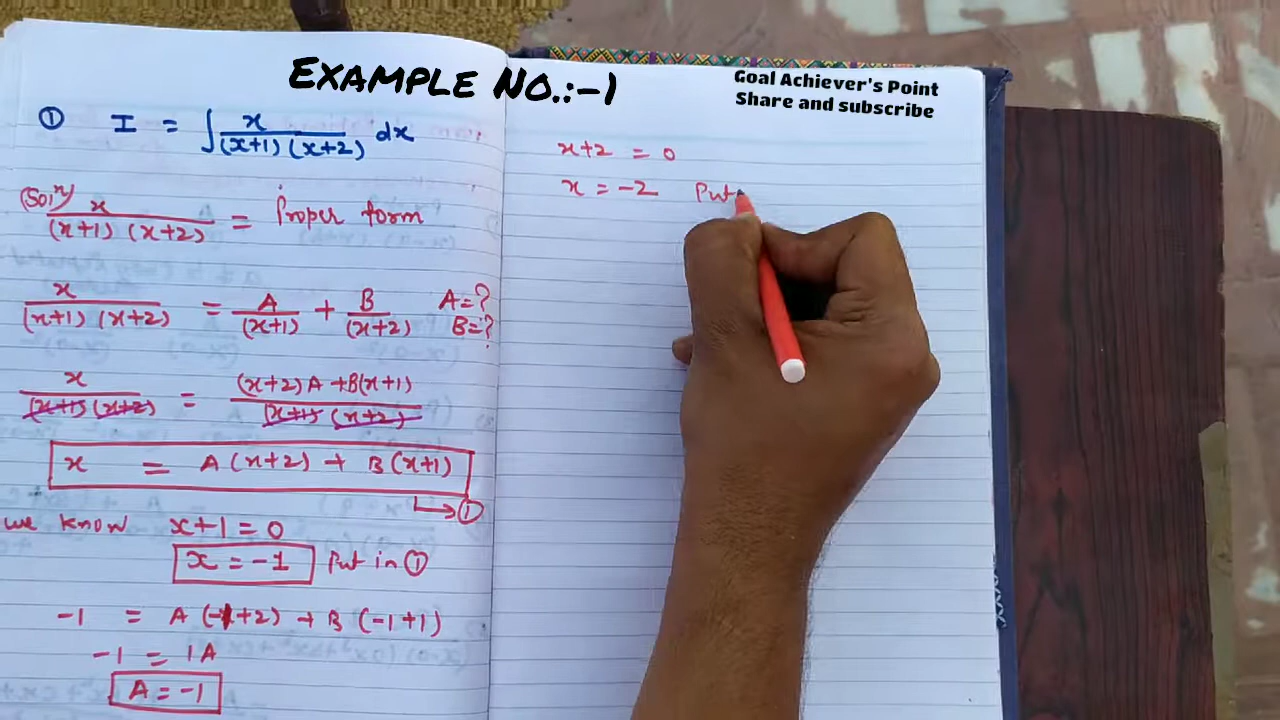 EXAMPLE NO.:-1
Goal Achiever's Point
Share and subscribe
① I = ∫ x / (x+1) (x+2) dx
(Solⁿ) x / (x+1) (x+2) = Proper form
x / (x+1) (x+2) = A / (x+1) + B / (x+2) A=? B=?
x / (x+1) (x+2) = (x+2)A + B(x+1) / (x+1) (x+2)
x = A(x+2) + B(x+1)
→ ①
we know x+1 = 0
x = -1 Put in ①
-1 = A (-1+2) + B (-1+1)
-1 = 1A
A = -1
x+2 = 0
x = -2 Put